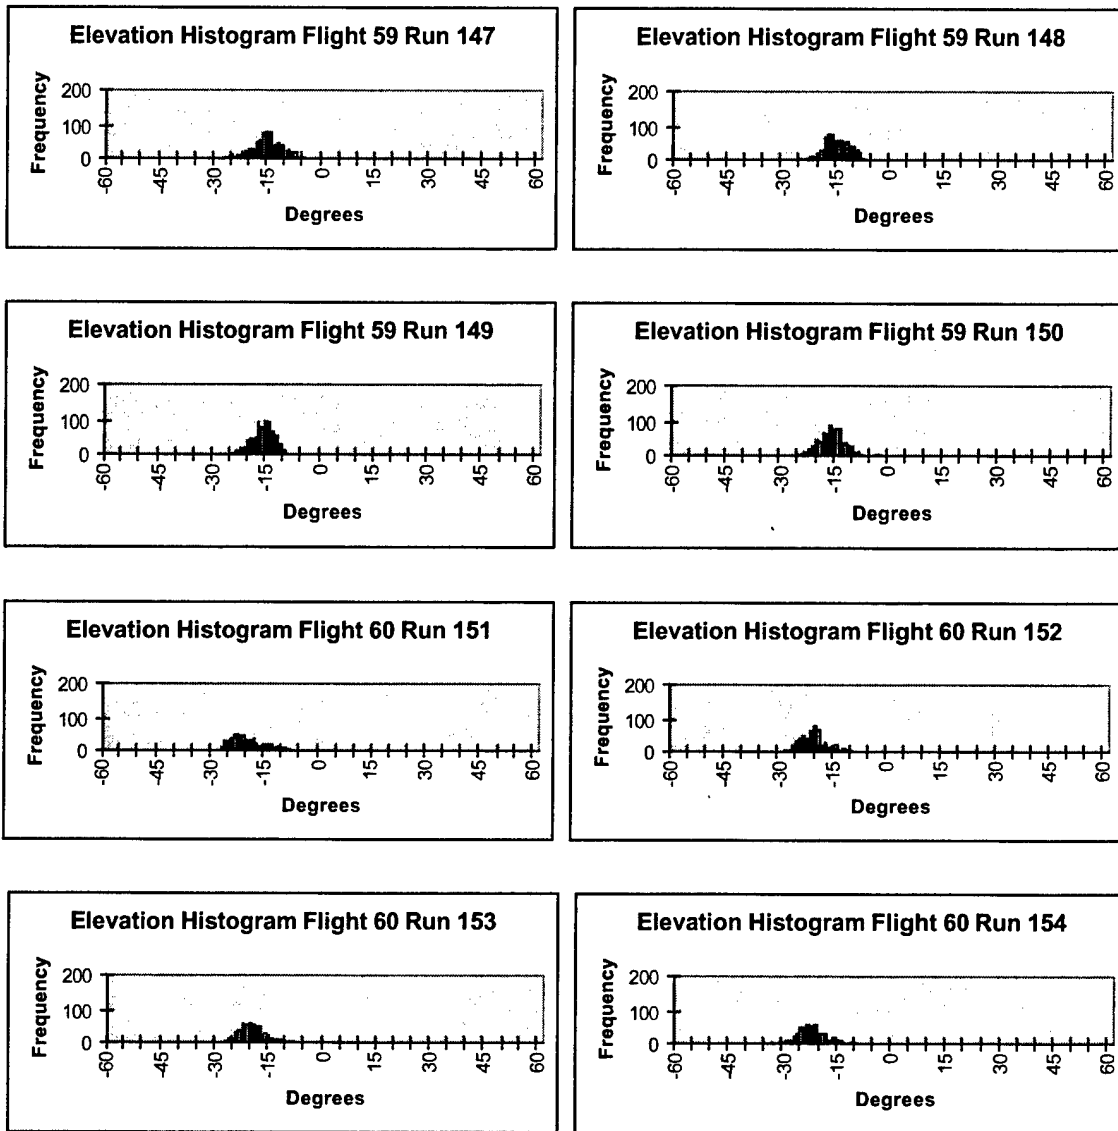 Elevation Histogram Flight 59 Run 147
Frequency
200
100
0
-60 -45 -30 -15 0 15 30 45 60
Degrees
Elevation Histogram Flight 59 Run 148
Frequency
200
100
0
-60 -45 -30 -15 0 15 30 45 60
Degrees
Elevation Histogram Flight 59 Run 149
Frequency
200
100
0
-60 -45 -30 -15 0 15 30 45 60
Degrees
Elevation Histogram Flight 59 Run 150
Frequency
200
100
0
-60 -45 -30 -15 0 15 30 45 60
Degrees
Elevation Histogram Flight 60 Run 151
Frequency
200
100
0
-60 -45 -30 -15 0 15 30 45 60
Degrees
Elevation Histogram Flight 60 Run 152
Frequency
200
100
0
-60 -45 -30 -15 0 15 30 45 60
Degrees
Elevation Histogram Flight 60 Run 153
Frequency
200
100
0
-60 -45 -30 -15 0 15 30 45 60
Degrees
Elevation Histogram Flight 60 Run 154
Frequency
200
100
0
-60 -45 -30 -15 0 15 30 45 60
Degrees